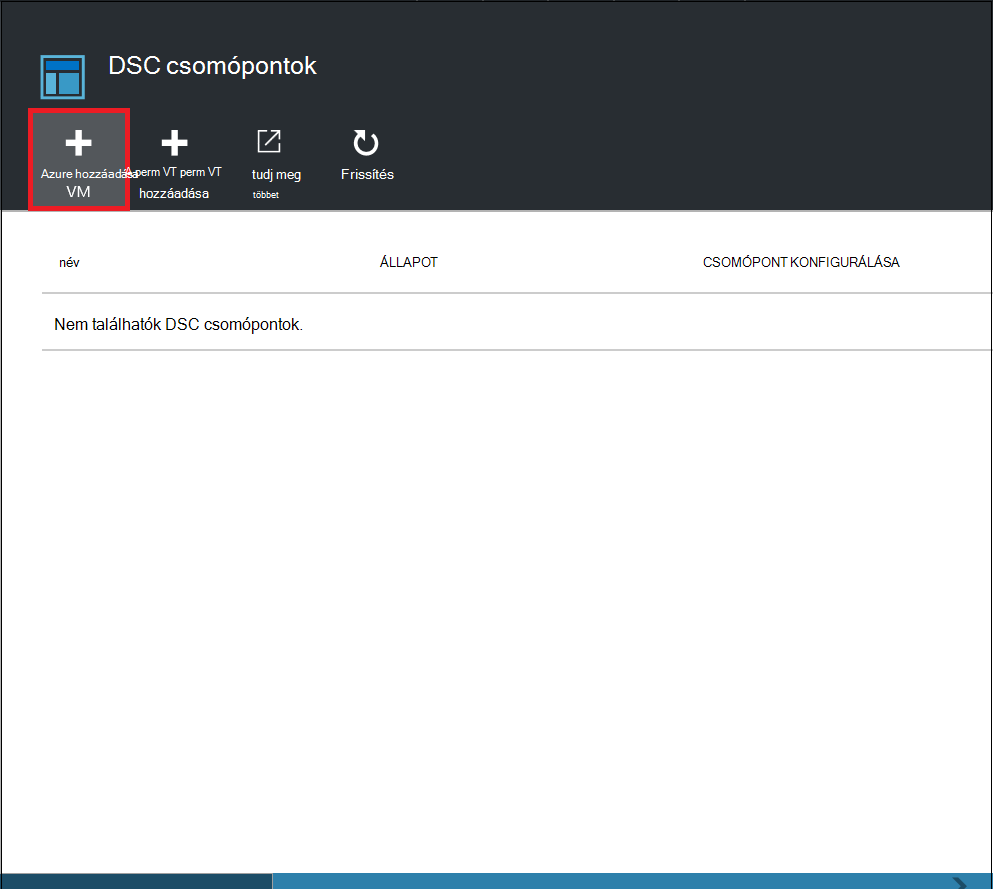 DSC csomópontok
Azure hozzáadása
VM
A perm VT perm VT
hozzáadása
tudj meg
többet
Frissítés
név
ÁLLAPOT
CSOMÓPONT KONFIGURÁLÁSA
Nem találhatók DSC csomópontok.